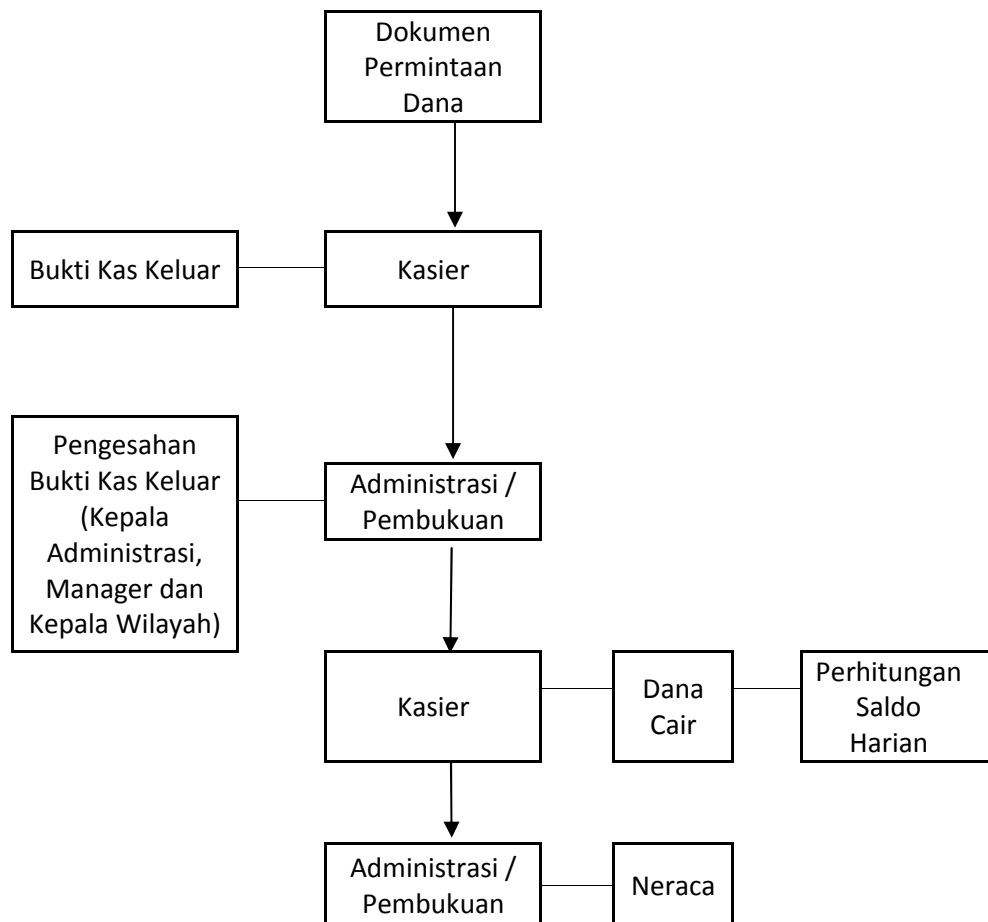 Dokumen
Permintaan
Dana
Bukti Kas Keluar
Kasier
Pengesahan
Bukti Kas Keluar
(Kepala
Administrasi,
Manager dan
Kepala Wilayah)
Administrasi /
Pembukuan
Kasier
Dana
Cair
Perhitungan
Saldo
Harian
Administrasi /
Pembukuan
Neraca